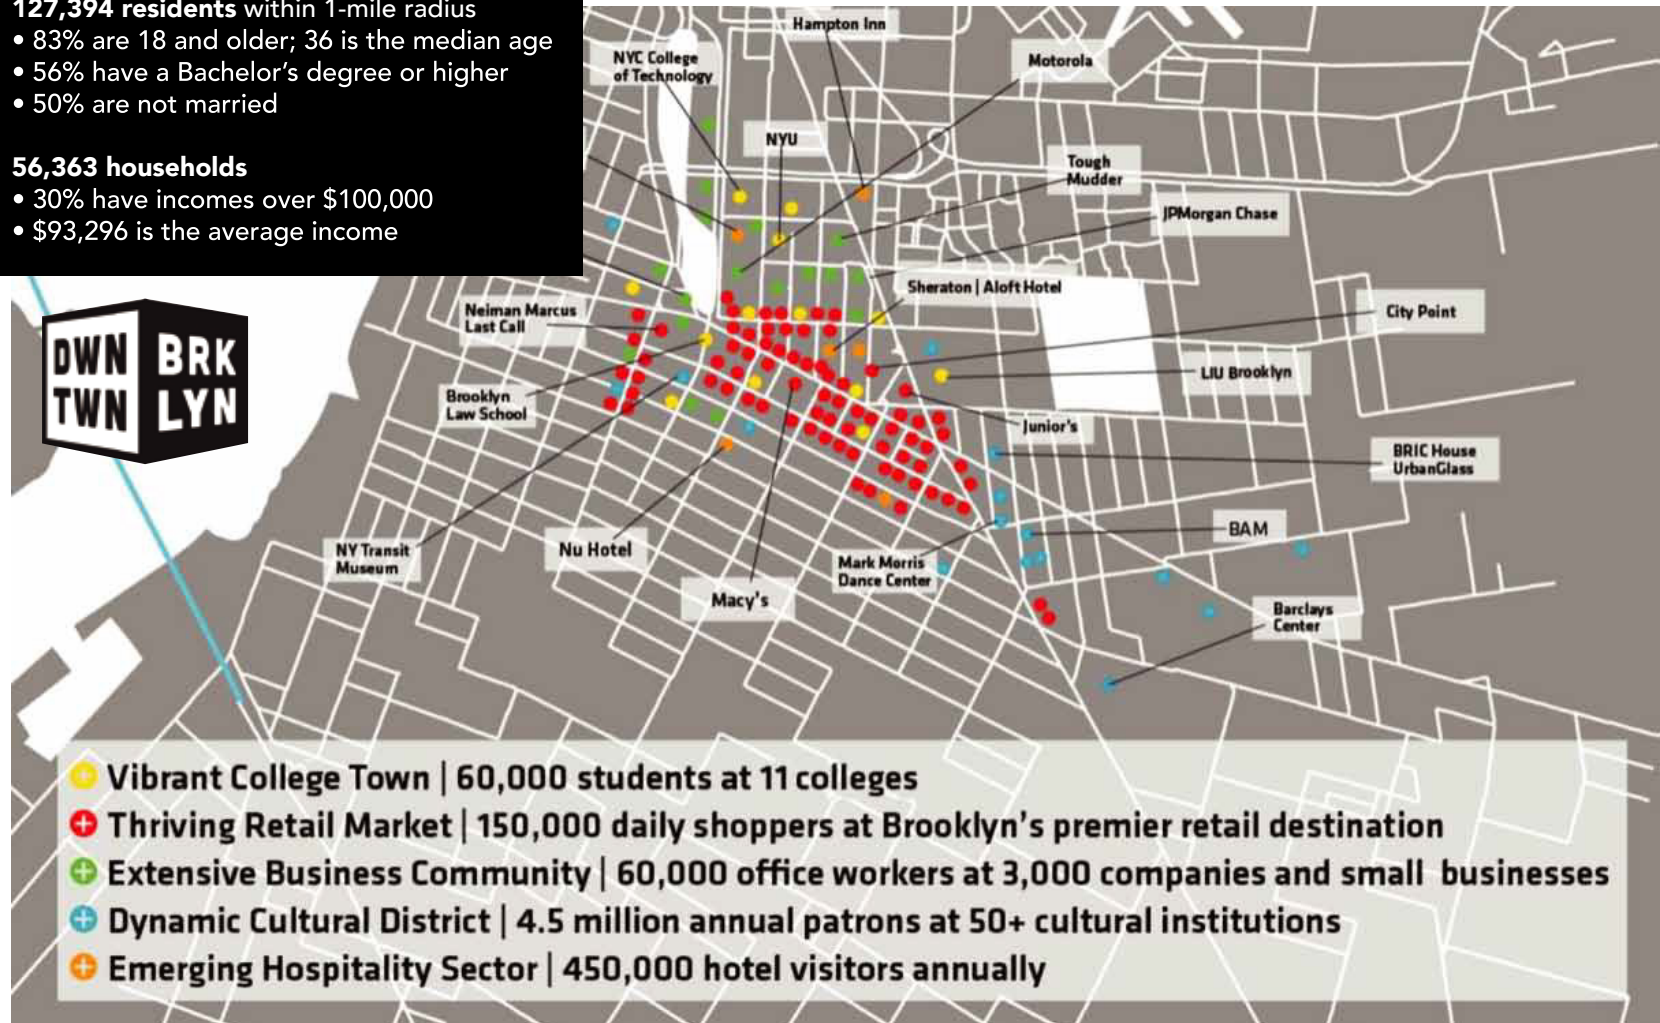 127,394 residents within 1-mile radius
• 83% are 18 and older; 36 is the median age
• 56% have a Bachelor's degree or higher
• 50% are not married
56,363 households
• 30% have incomes over $100,000
• $93,296 is the average income
Hampton Inn
NYC College
of Technology
Motorola
NYU
Tough
Mudder
JPMorgan Chase
Sheraton | Aloft Hotel
Neiman Marcus
Last Call
City Point
DWN
TWN
BRK
LYN
LIU Brooklyn
Brooklyn
Law School
Junior's
BRIC House
UrbanGlass
BAM
NY Transit
Museum
Nu Hotel
Mark Morris
Dance Center
Macy's
Barclays
Center
Vibrant College Town | 60,000 students at 11 colleges
Thriving Retail Market | 150,000 daily shoppers at Brooklyn's premier retail destination
Extensive Business Community | 60,000 office workers at 3,000 companies and small businesses
Dynamic Cultural District | 4.5 million annual patrons at 50+ cultural institutions
Emerging Hospitality Sector | 450,000 hotel visitors annually